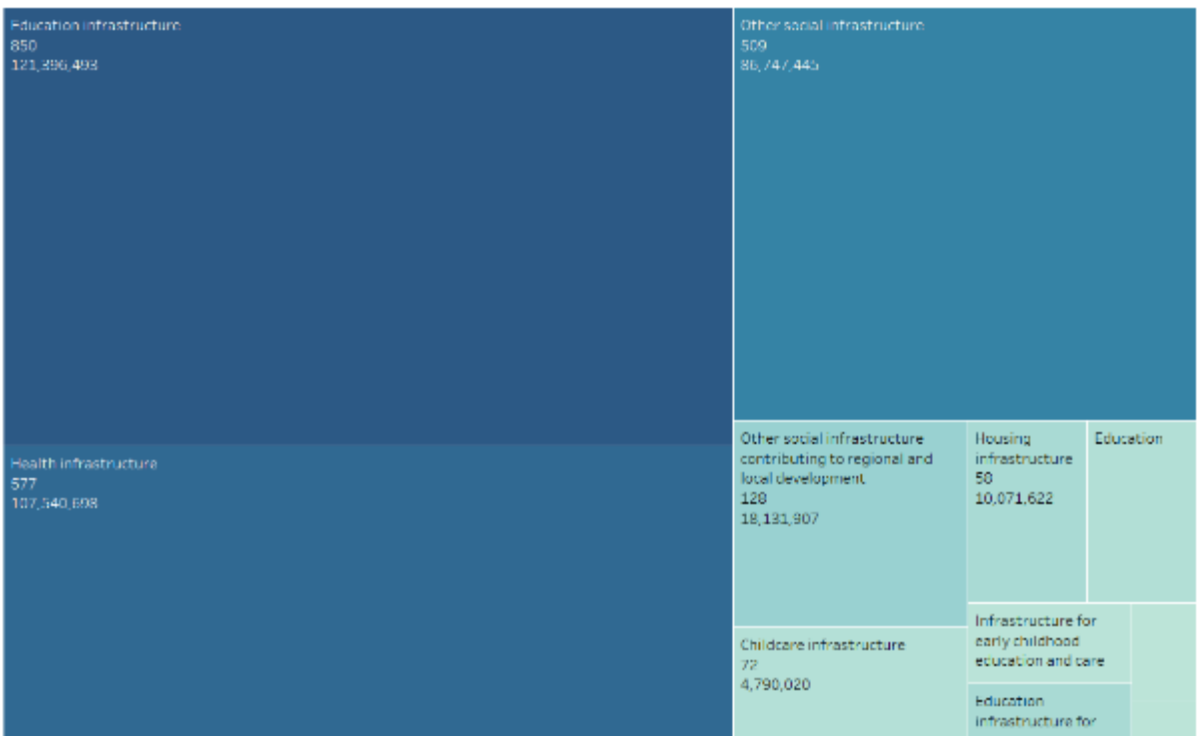 Education infrastructure
850
121,396,493
Health infrastructure
577
107,540,698
Other social infrastructure
509
86,747,445
Other social infrastructure
contributing to regional and
local development
128
18,131,907
Childcare infrastructure
72
4,790,020
Housing
infrastructure
58
10,071,622
Education
Infrastructure for
early childhood
education and care
Education
infrastructure for